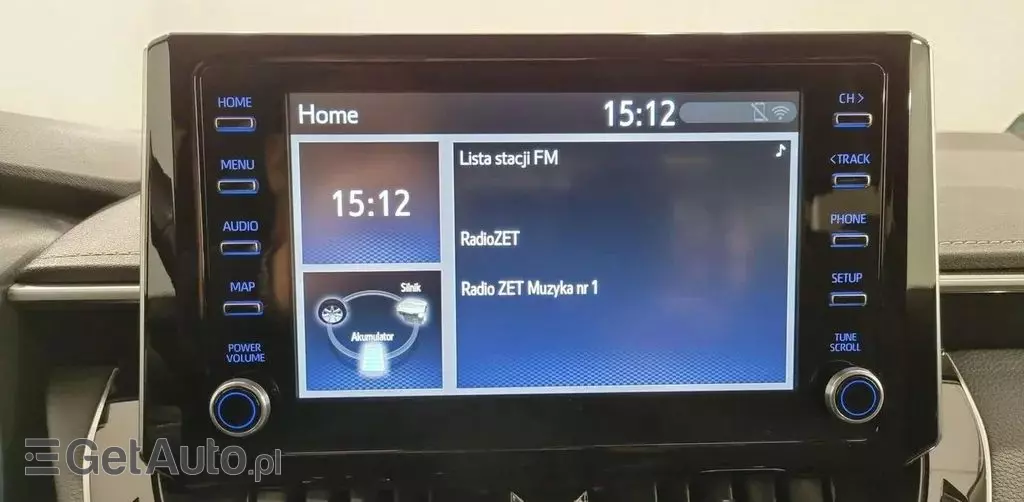 HOME
MENU
AUDIO
MAP
POWER
VOLUME
Home
15:12
15:12
Silnik
Akumulator
Lista stacji FM
RadioZET
Radio ZET Muzyka nr 1
CH >
<TRACK
PHONE
SETUP
TUNE
SCROLL
GetAuto.pl